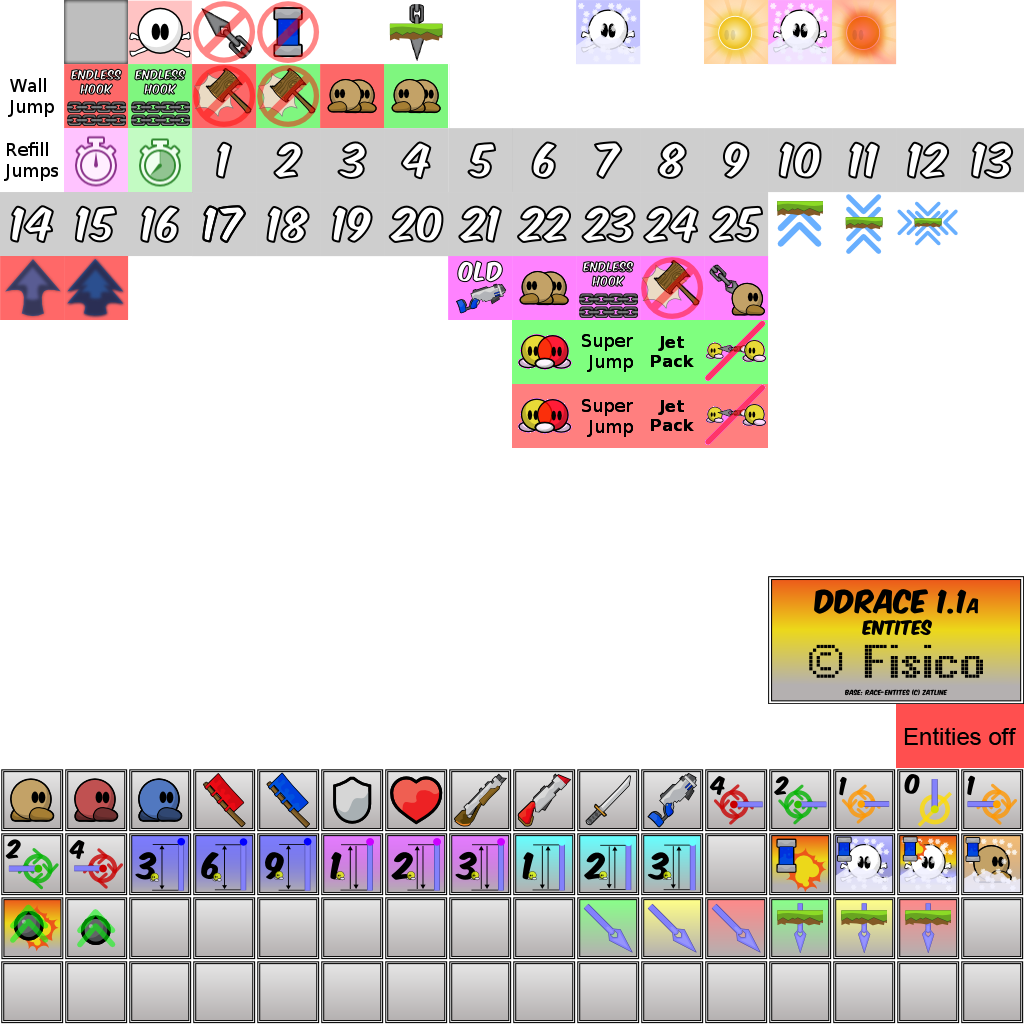 Wall
Jump
ENDLESS
HOOK
ENDLESS
HOOK
Refill
Jumps
1 2 3 4 5 6 7 8 9 10 11 12 13
14 15 16 17 18 19 20 21 22 23 24 25
OLD
ENDLESS
HOOK
Super
Jump
Jet
Pack
Super
Jump
Jet
Pack
DDRACE 1.1A
ENTITES
© Fisico
BASE: RACE-ENTITES (C) ZATLINE
Entities off
4 2 1 0 1
2 4 3 6 9 1 2 3 1 2 3